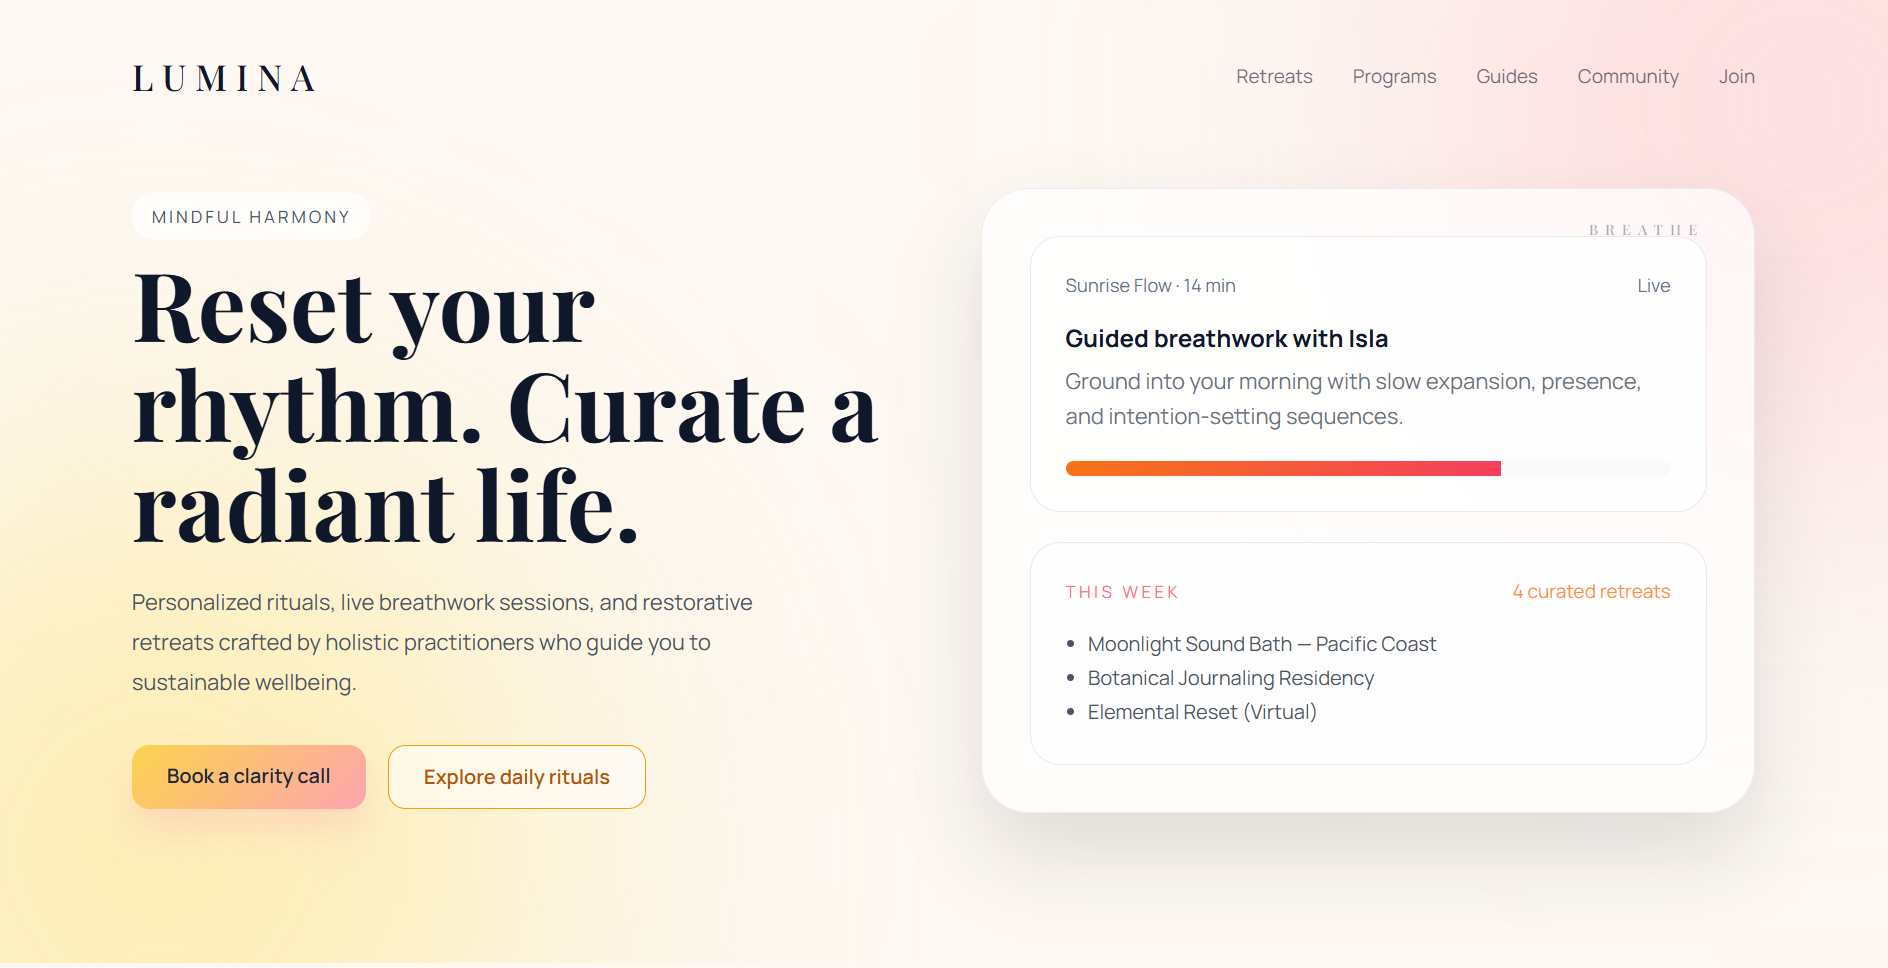 LUMINA
Retreats Programs Guides Community Join
MINDFUL HARMONY
Reset your
rhythm. Curate a
radiant life.
Personalized rituals, live breathwork sessions, and restorative
retreats crafted by holistic practitioners who guide you to
sustainable wellbeing.
Book a clarity call
Explore daily rituals
BREATHE
Sunrise Flow · 14 min
Live
Guided breathwork with Isla
Ground into your morning with slow expansion, presence,
and intention-setting sequences.
THIS WEEK
4 curated retreats
• Moonlight Sound Bath — Pacific Coast
• Botanical Journaling Residency
• Elemental Reset (Virtual)